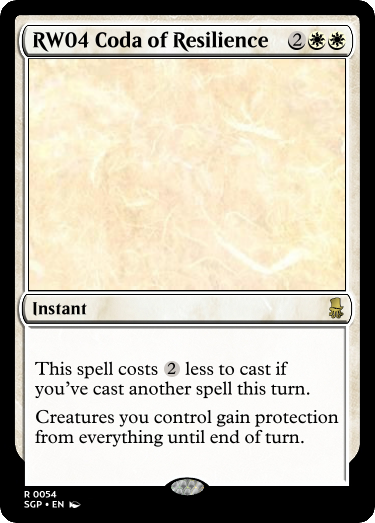 RW04 Coda of Resilience 2
Instant
This spell costs 2 less to cast if
you've cast another spell this turn.
Creatures you control gain protection
from everything until end of turn.
R 0054
SGP • EN